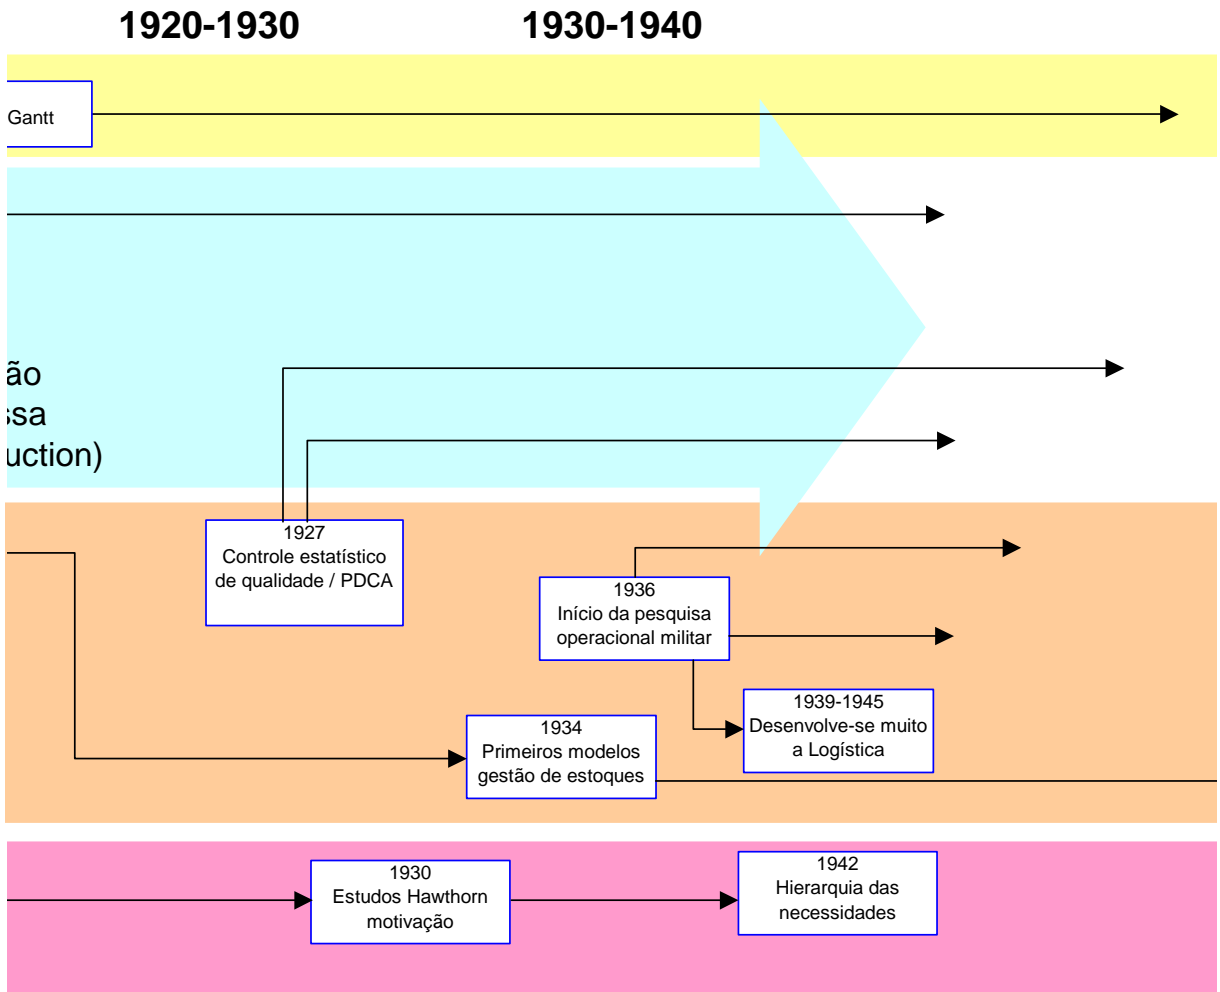 1920-1930
1930-1940
Gantt
ão
ssa
uction)
1927
Controle estatístico
de qualidade / PDCA
1936
Início da pesquisa
operacional militar
1939-1945
Desenvolve-se muito
a Logística
1934
Primeiros modelos
gestão de estoques
1930
Estudos Hawthorn
motivação
1942
Hierarquia das
necessidades